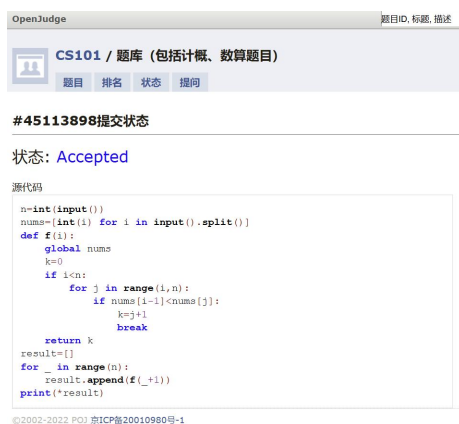 OpenJudge
题目ID, 标题, 描述
CS101 / 题库（包括计概、数算题目）
题目 排名 状态 提问
#45113898提交状态
状态: Accepted
源代码
n=int(input())
nums=[int(i) for i in input().split()]
def f(i):
    global nums
    k=0
    if i<n:
        for j in range(i,n):
            if nums[i-1]<nums[j]:
                k=j+1
                break
    return k
result=[]
for _ in range(n):
    result.append(f(_+1))
print(*result)
©2002-2022 POJ 京ICP备20010980号-1